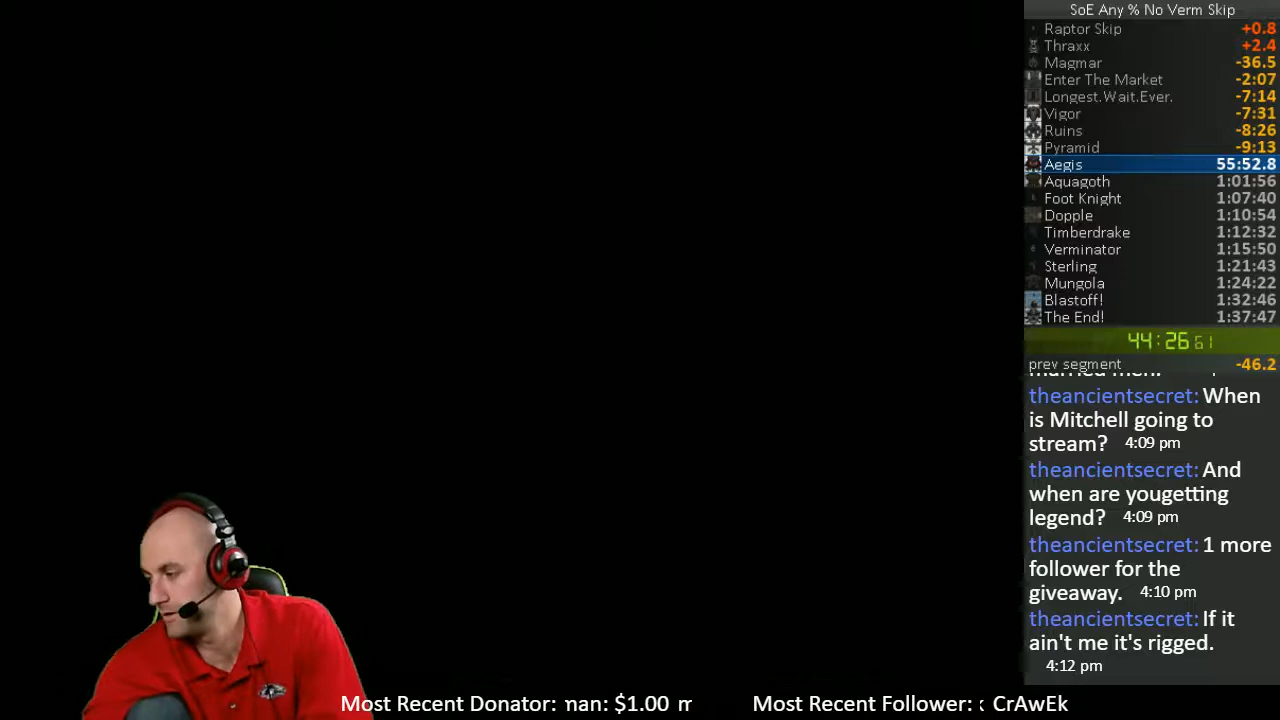 SoE Any % No Verm Skip
Raptor Skip +0.8
Thraxx +2.4
Magmar -36.5
Enter The Market -2:07
Longest.Wait.Ever. -7:14
Vigor -7:31
Ruins -8:26
Pyramid -9:13
Aegis 55:52.8
Aquagoth 1:01:56
Foot Knight 1:07:40
Dopple 1:10:54
Timberdrake 1:12:32
Verminator 1:15:50
Sterling 1:21:43
Mungola 1:24:22
Blastoff! 1:32:46
The End! 1:37:47
44:26 61
prev segment -46.2
theancientsecret: When
is Mitchell going to
stream? 4:09 pm
theancientsecret: And
when are yougetting
legend? 4:09 pm
theancientsecret: 1 more
follower for the
giveaway. 4:10 pm
theancientsecret: If it
ain't me it's rigged.
4:12 pm
Most Recent Donator: man: $1.00 m Most Recent Follower: CrAwEk